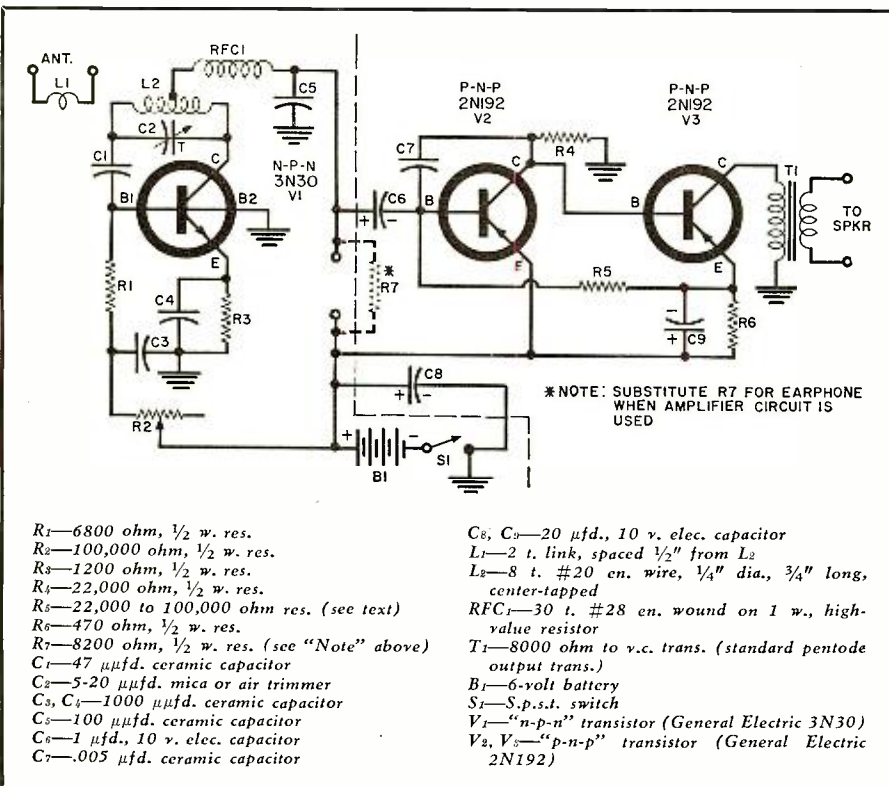 ANT.
L1
RFC1
L2
C5
C2
T
C1
C
N-P-N
3N30
V1
B1
B2
E
R1
C4
R3
C3
R2
P-N-P
2N192
V2
P-N-P
2N192
V3
C7
C
R4
C
T1
+ C6 -
B
B
TO
SPKR
*
R7
E
E
R5
-
+ C9
R6
C8
+ -
+ -
B1
S1
*NOTE: SUBSTITUTE R7 FOR EARPHONE
WHEN AMPLIFIER CIRCUIT IS
USED
R1—6800 ohm, 1/2 w. res.
R2—100,000 ohm, 1/2 w. res.
R3—1200 ohm, 1/2 w. res.
R4—22,000 ohm, 1/2 w. res.
R5—22,000 to 100,000 ohm res. (see text)
R6—470 ohm, 1/2 w. res.
R7—8200 ohm, 1/2 w. res. (see "Note" above)
C1—47 μμfd. ceramic capacitor
C2—5-20 μμfd. mica or air trimmer
C3, C4—1000 μμfd. ceramic capacitor
C5—100 μμfd. ceramic capacitor
C6—1 μfd., 10 v. elec. capacitor
C7—.005 μfd. ceramic capacitor
C8, C9—20 μfd., 10 v. elec. capacitor
L1—2 t. link, spaced 1/2" from L2
L2—8 t. #20 en. wire, 1/4" dia., 3/4" long,
center-tapped
RFC1—30 t. #28 en. wound on 1 w., high-
value resistor
T1—8000 ohm to v.c. trans. (standard pentode
output trans.)
B1—6-volt battery
S1—S.p.s.t. switch
V1—"n-p-n" transistor (General Electric 3N30)
V2, V3—"p-n-p" transistor (General Electric
2N192)